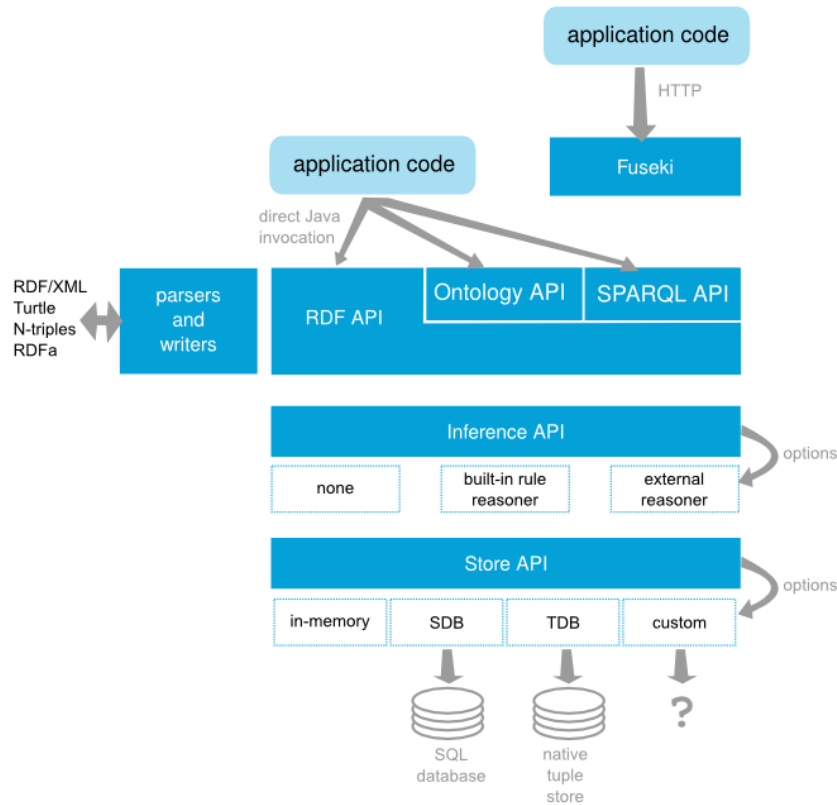 application code
HTTP
Fuseki
application code
direct Java
invocation
RDF/XML
Turtle
N-triples
RDFa
parsers
and
writers
RDF API
Ontology API
SPARQL API
Inference API
options
none
built-in rule
reasoner
external
reasoner
Store API
options
in-memory
SDB
TDB
custom
?
SQL
database
native
tuple
store